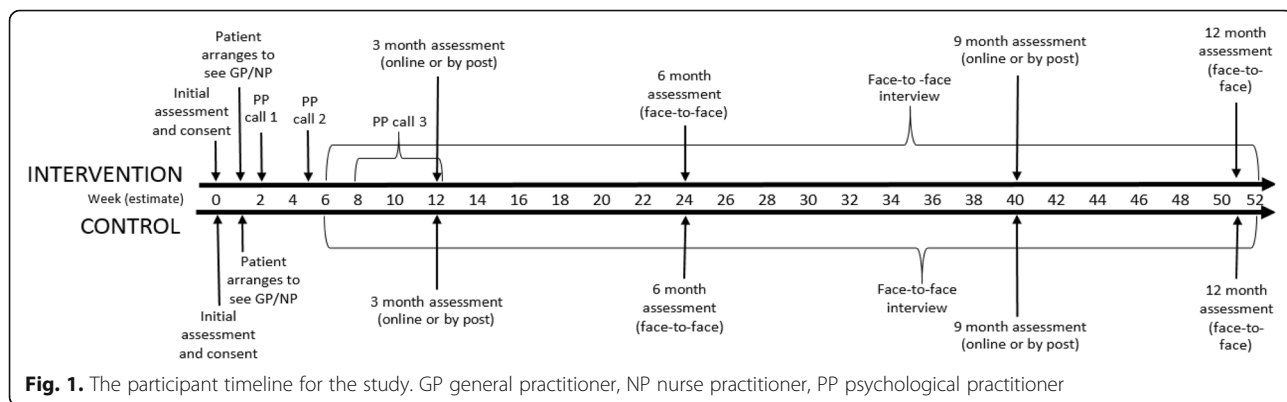 Patient
arranges to
see GP/NP
Initial
assessment
and consent
PP
call 1
PP
call 2
PP call 3
3 month assessment
(online or by post)
6 month
assessment
(face-to-face)
Face-to -face
interview
9 month assessment
(online or by post)
12 month
assessment
(face-to-
face)
INTERVENTION
Week (estimate) 0 2 4 6 8 10 12 14 16 18 20 22 24 26 28 30 32 34 36 38 40 42 44 46 48 50 52
CONTROL
Initial
assessment
and consent
Patient
arranges to
see GP/NP
3 month assessment
(online or by post)
6 month
assessment
(face-to-face)
Face-to-face
interview
9 month assessment
(online or by post)
12 month
assessment
(face-to-
face)
Fig. 1. The participant timeline for the study. GP general practitioner, NP nurse practitioner, PP psychological practitioner